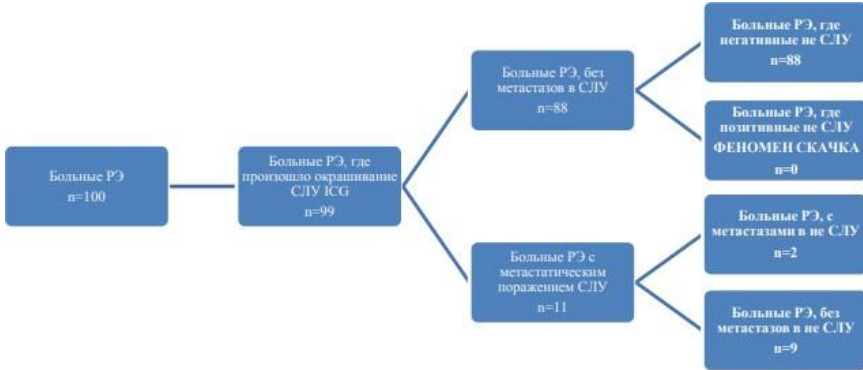 Больные РЭ
n=100
Больные РЭ, где
произошло окрашивание
СЛУ ICG
n=99
Больные РЭ, без
метастазов в СЛУ
n=88
Больные РЭ, где
негативные не СЛУ
n=88
Больные РЭ, где
позитивные не СЛУ
ФЕНОМЕН СКАЧКА
n=0
Больные РЭ с
метастатическим
поражением СЛУ
n=11
Больные РЭ, с
метастазами в не СЛУ
n=2
Больные РЭ, без
метастазов в не СЛУ
n=9